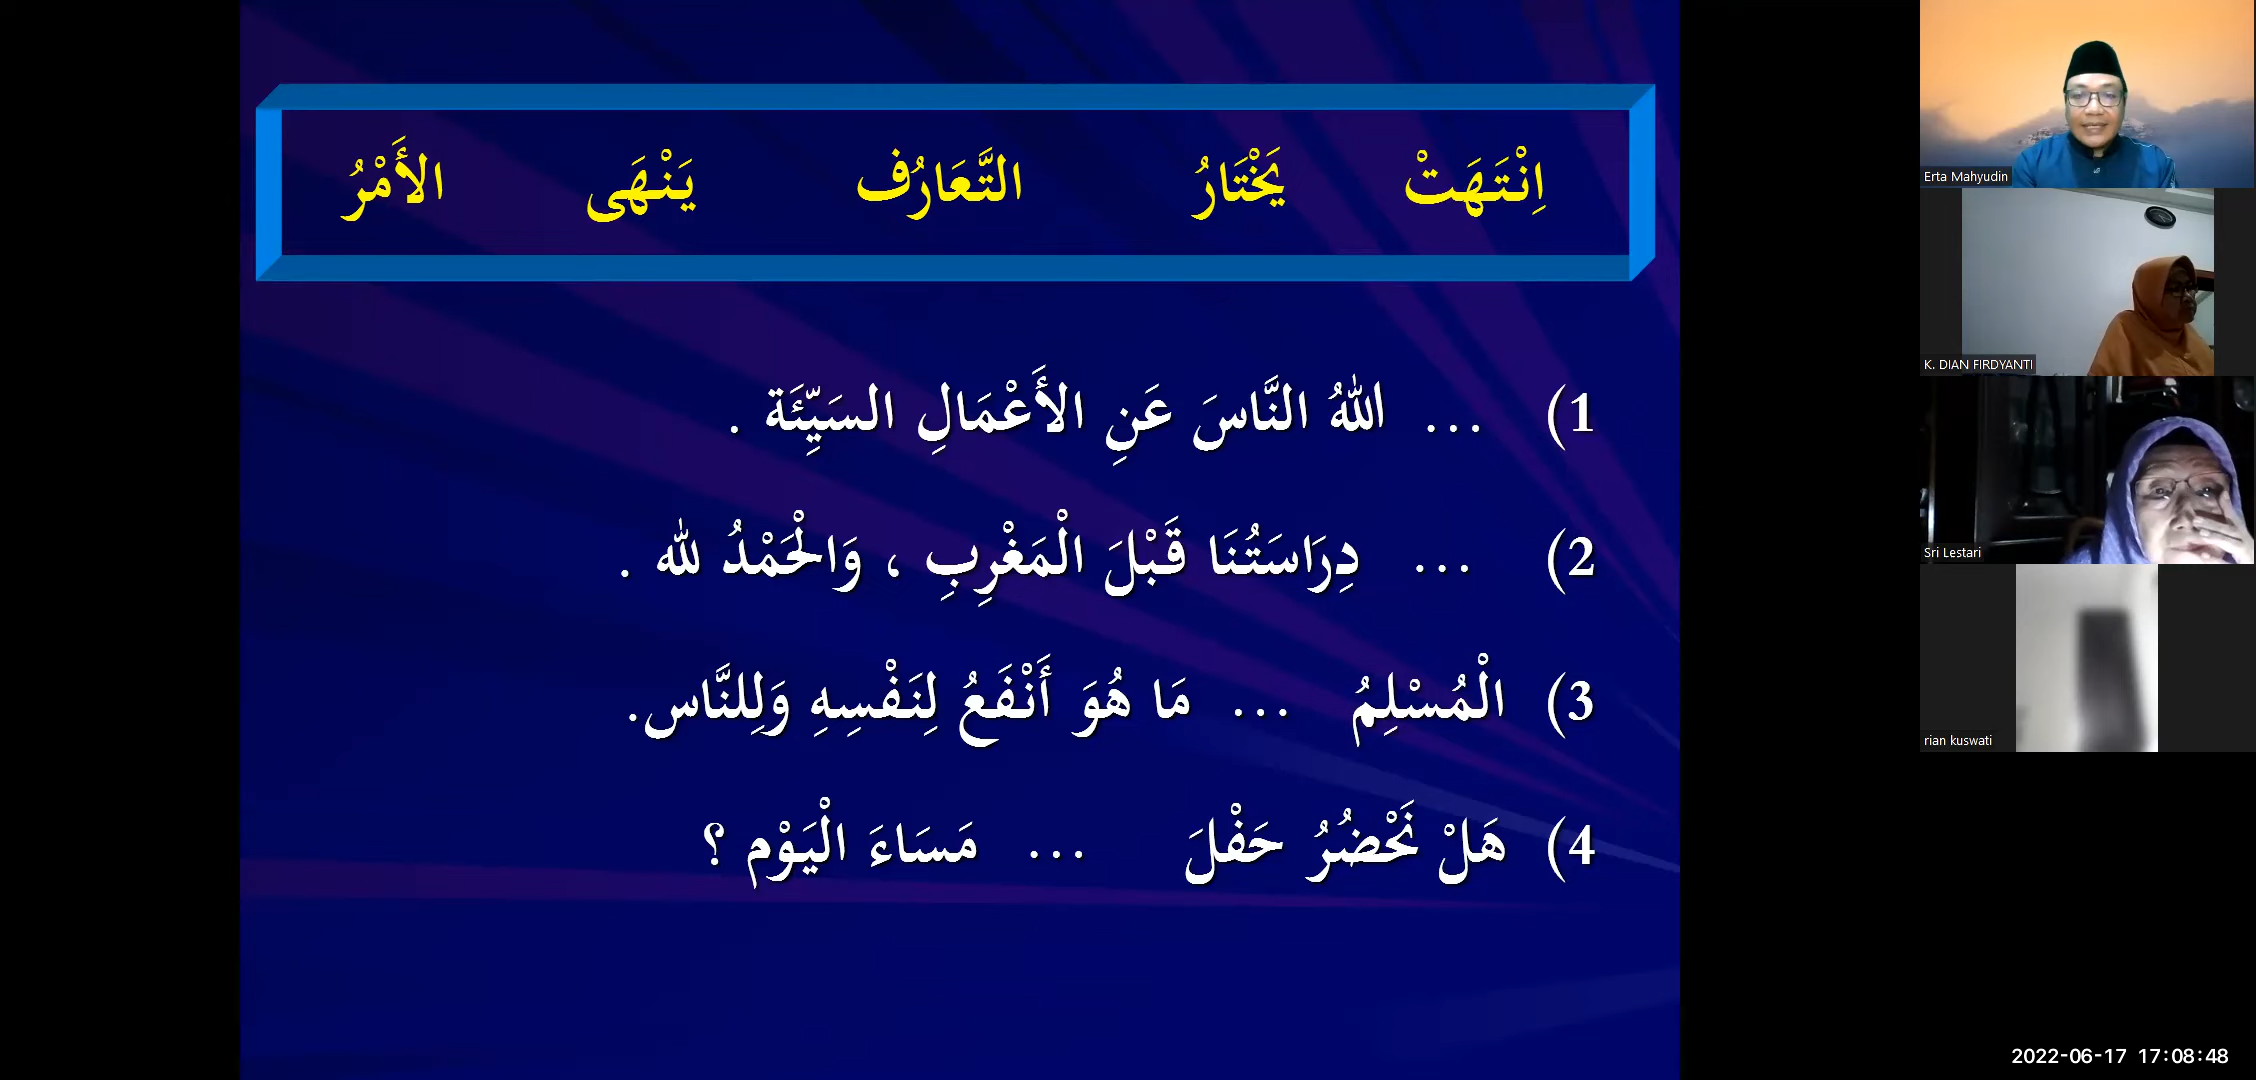 اِنْتَهَتْ يَخْتَارُ التَّعَارُف يَنْهَى الأَمْرُ
1) ... اللهُ النَّاسَ عَنِ الأَعْمَالِ السَيِّئَة .
2) ... دِرَاسَتُنَا قَبْلَ الْمَغْرِبِ ، وَالْحَمْدُ لله .
3) الْمُسْلِمُ ... مَا هُوَ أَنْفَعُ لِنَفْسِهِ وَلِلنَّاس.
4) هَلْ نَحْضُرُ حَفْلَ ... مَسَاءَ الْيَوْم ؟
Erta Mahyudin
K. DIAN FIRDYANTI
Sri Lestari
rian kuswati
2022-06-17 17:08:48